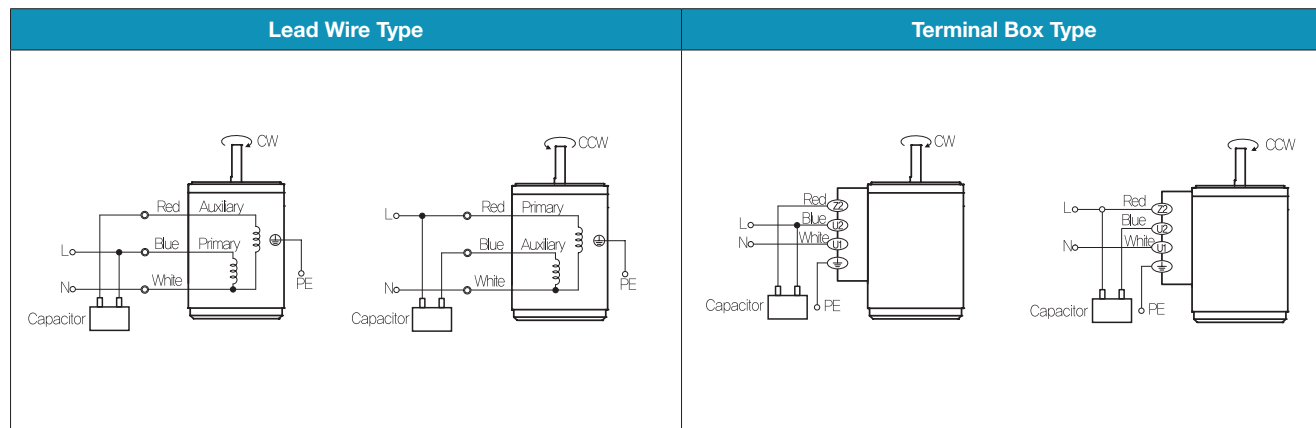 Lead Wire Type
Terminal Box Type
CW
Red Auxiliary
L Blue Primary
N White
PE
Capacitor
CCW
L Red Primary
Blue Auxiliary
N White
PE
Capacitor
CW
Red Z2
L Blue U2
N White U1
Capacitor PE
CCW
L Red Z2
Blue U2
N White U1
Capacitor PE